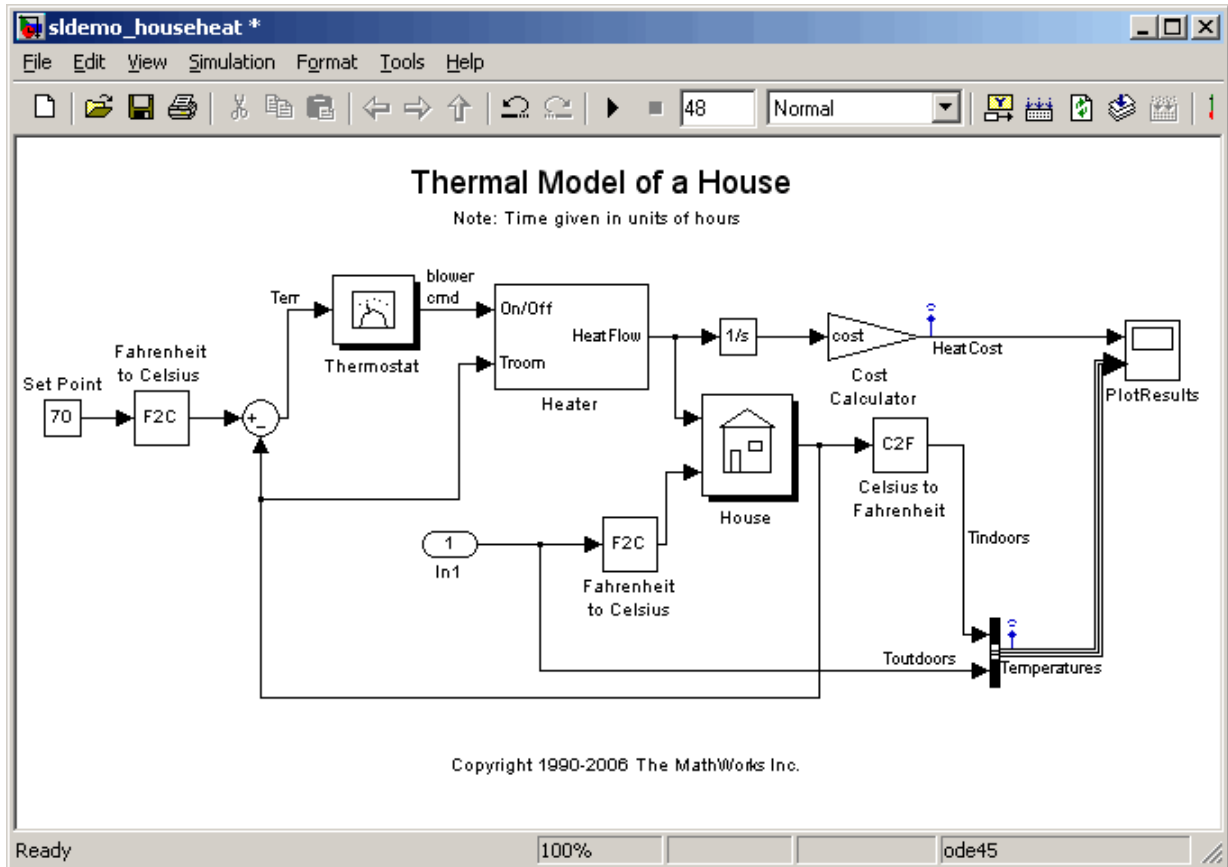 sldemo_househeat *
File Edit View Simulation Format Tools Help
48 Normal
Thermal Model of a House
Note: Time given in units of hours
Terr
blower
cmd
On/Off
HeatFlow
Troom
Heater
Thermostat
1/s
cost
HeatCost
Cost
Calculator
PlotResults
Fahrenheit
to Celsius
Set Point
70
F2C
+
-
House
C2F
Celsius to
Fahrenheit
1
In1
F2C
Fahrenheit
to Celsius
Tindoors
Toutdoors
Temperatures
Copyright 1990-2006 The MathWorks Inc.
Ready 100% ode45